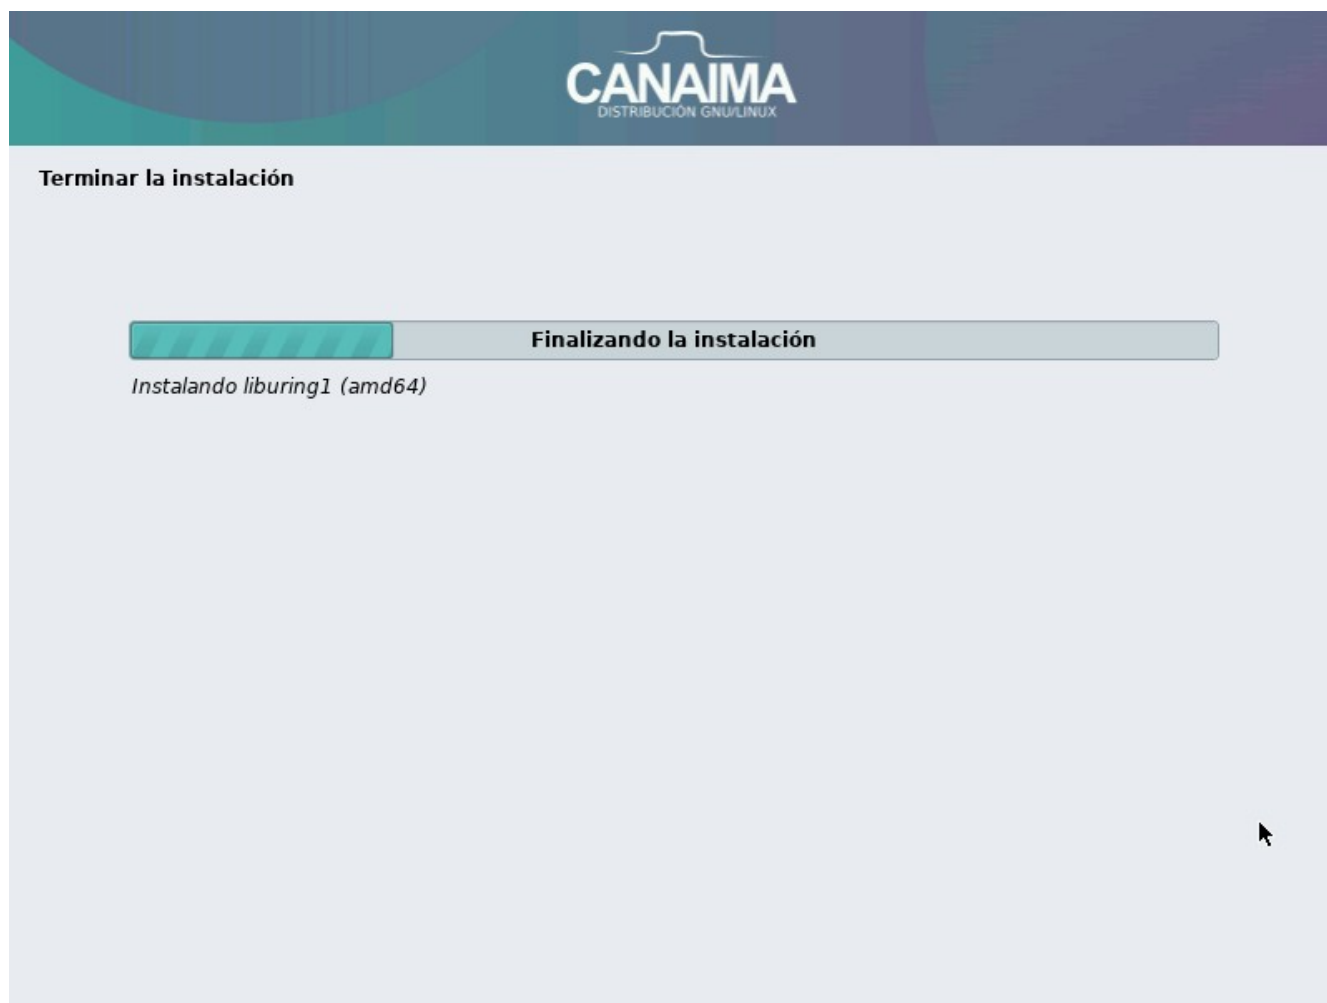 CANAIMA
DISTRIBUCIÓN GNU/LINUX
Terminar la instalación
Finalizando la instalación
Instalando liburing1 (amd64)